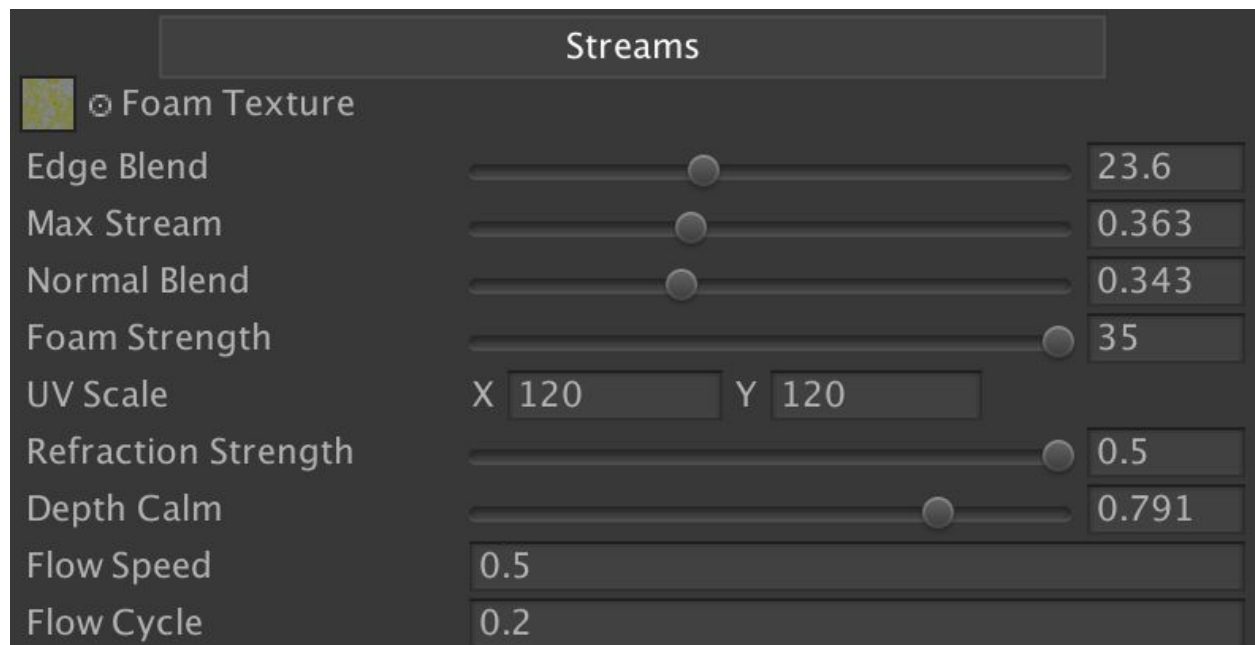 Streams
Foam Texture
Edge Blend 23.6
Max Stream 0.363
Normal Blend 0.343
Foam Strength 35
UV Scale X 120 Y 120
Refraction Strength 0.5
Depth Calm 0.791
Flow Speed 0.5
Flow Cycle 0.2